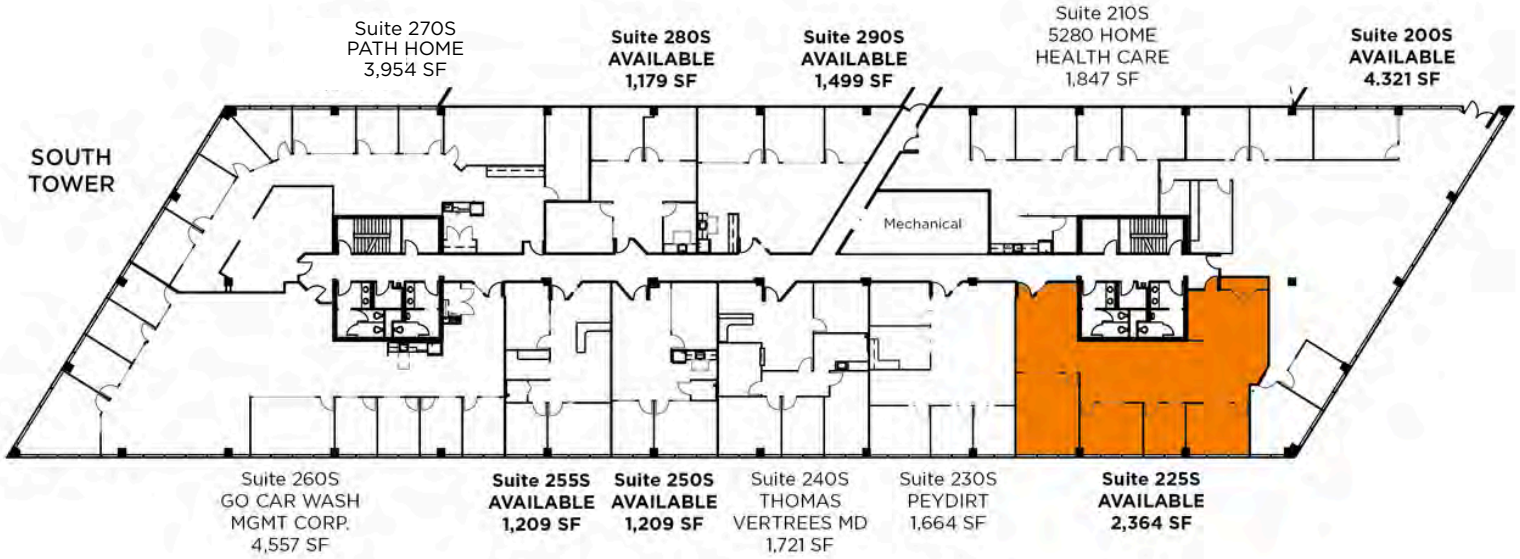 Suite 270S
PATH HOME
3,954 SF
Suite 280S
AVAILABLE
1,179 SF
Suite 290S
AVAILABLE
1,499 SF
Suite 210S
5280 HOME
HEALTH CARE
1,847 SF
Suite 200S
AVAILABLE
4.321 SF
SOUTH
TOWER
Mechanical
Suite 260S
GO CAR WASH
MGMT CORP.
4,557 SF
Suite 255S
AVAILABLE
1,209 SF
Suite 250S
AVAILABLE
1,209 SF
Suite 240S
THOMAS
VERTREES MD
1,721 SF
Suite 230S
PEYDIRT
1,664 SF
Suite 225S
AVAILABLE
2,364 SF